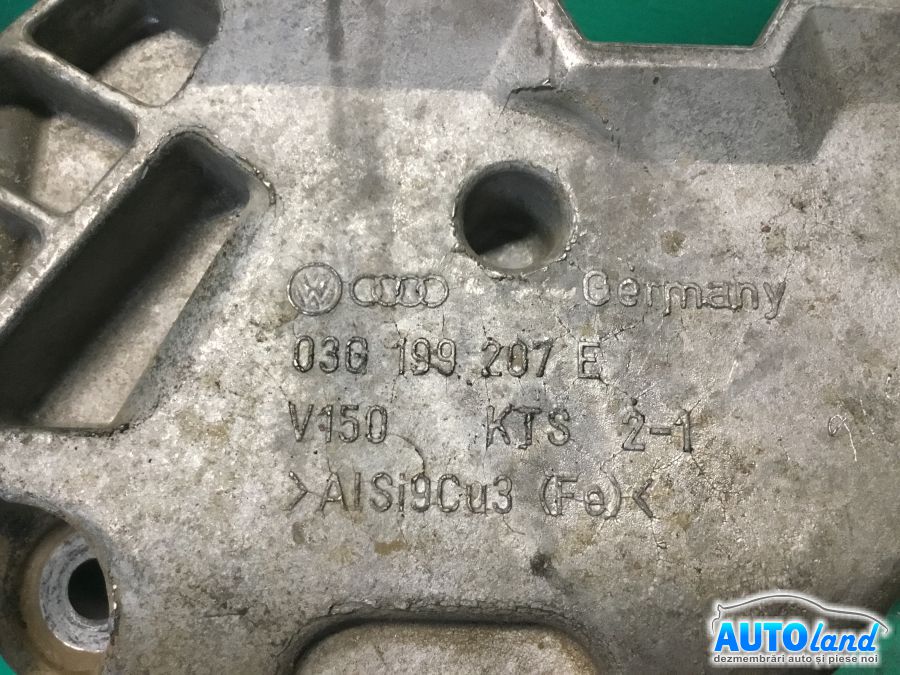 Germany
03G 199 207 E
V150 KTS 2-1
>AlSi9Cu3 (Fe)<
AUTOland
dezmembrări auto și piese noi